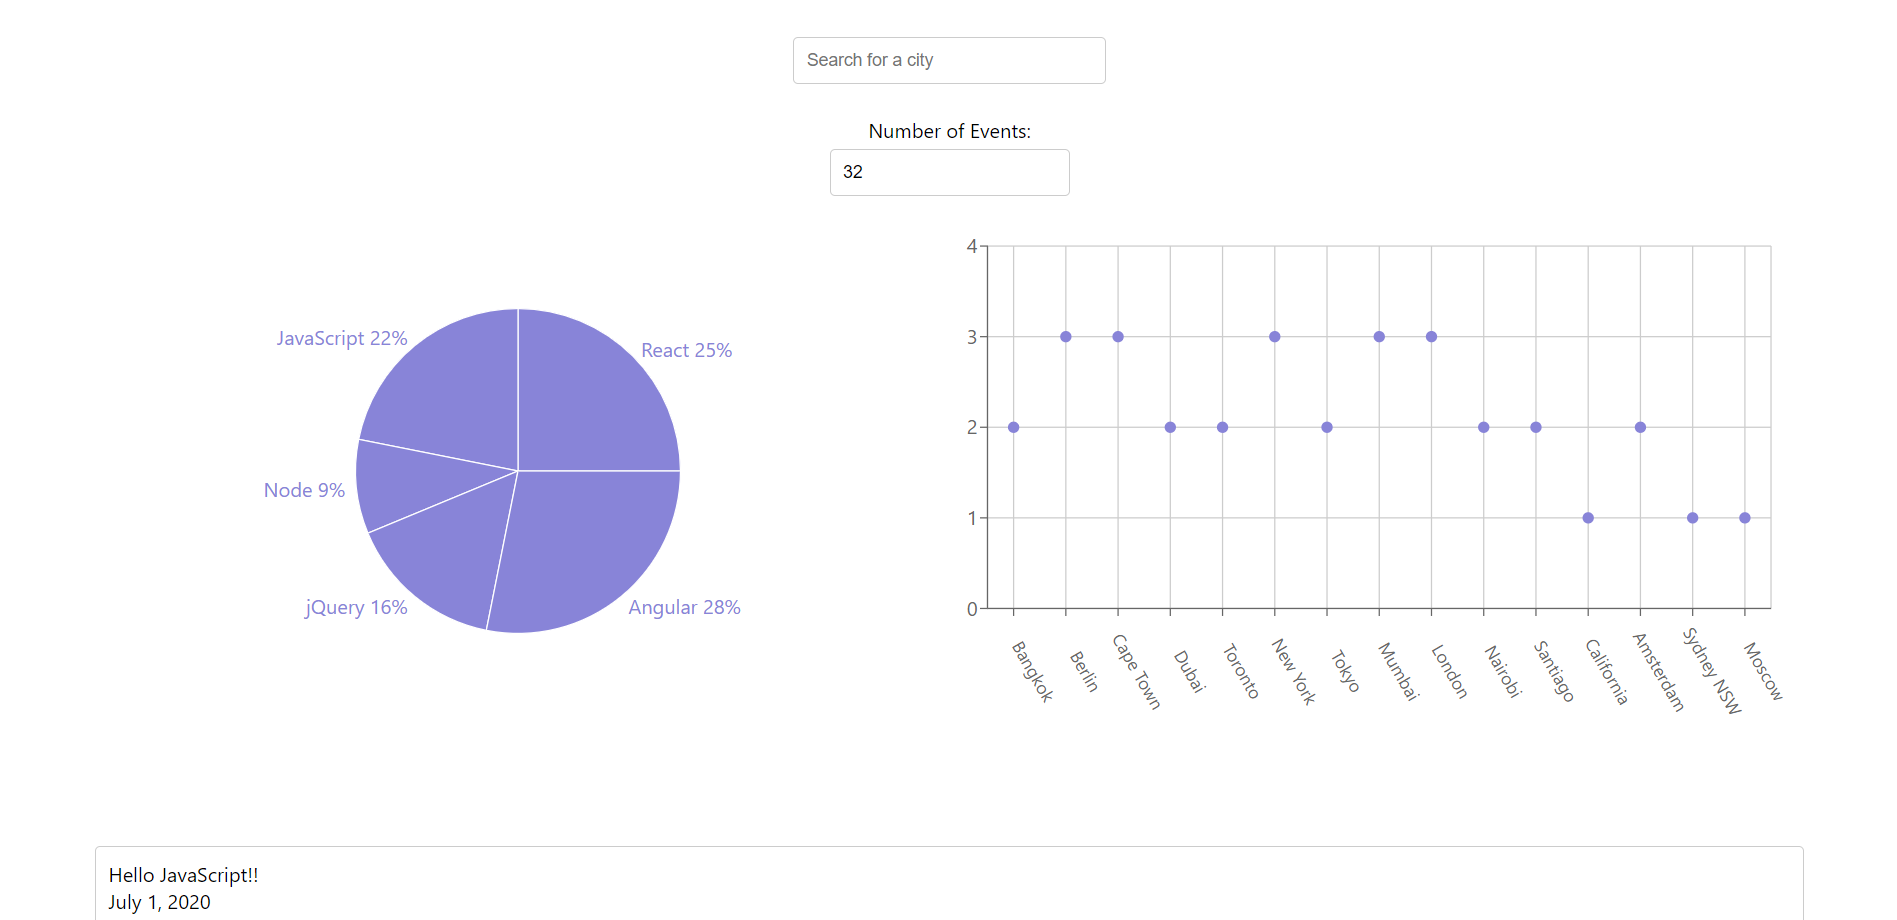 Search for a city
Number of Events:
32
JavaScript 22%
React 25%
Node 9%
jQuery 16%
Angular 28%
4
3
2
1
0
Bangkok
Berlin
Cape Town
Dubai
Toronto
New York
Tokyo
Mumbai
London
Nairobi
Santiago
California
Amsterdam
Sydney NSW
Moscow
Hello JavaScript!!
July 1, 2020